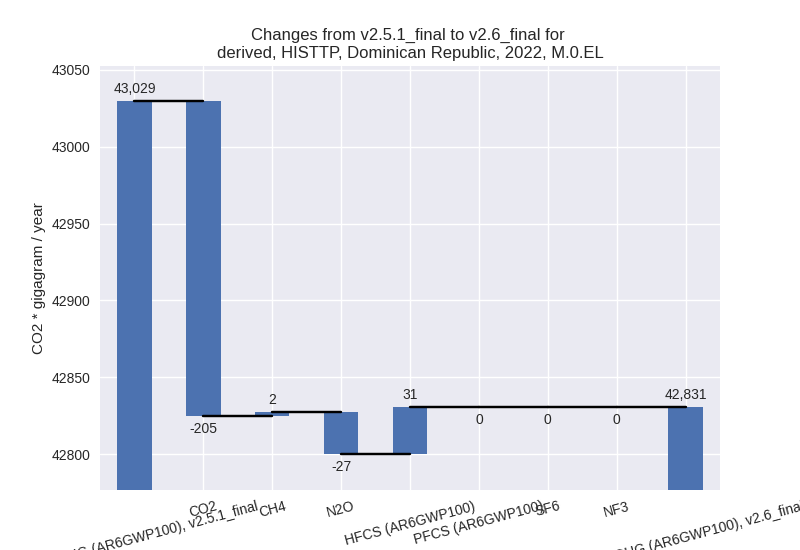 Changes from v2.5.1_final to v2.6_final for
derived, HISTTP, Dominican Republic, 2022, M.0.EL
CO2 * gigagram / year
43050
43000
42950
42900
42850
42800
43,029
-205
2
-27
31
0
0
0
42,831
(AR6GWP100), v2.5.1_final
CO2
CH4
N2O
HFCS (AR6GWP100)
PFCS (AR6GWP100)
SF6
NF3
(AR6GWP100), v2.6_final